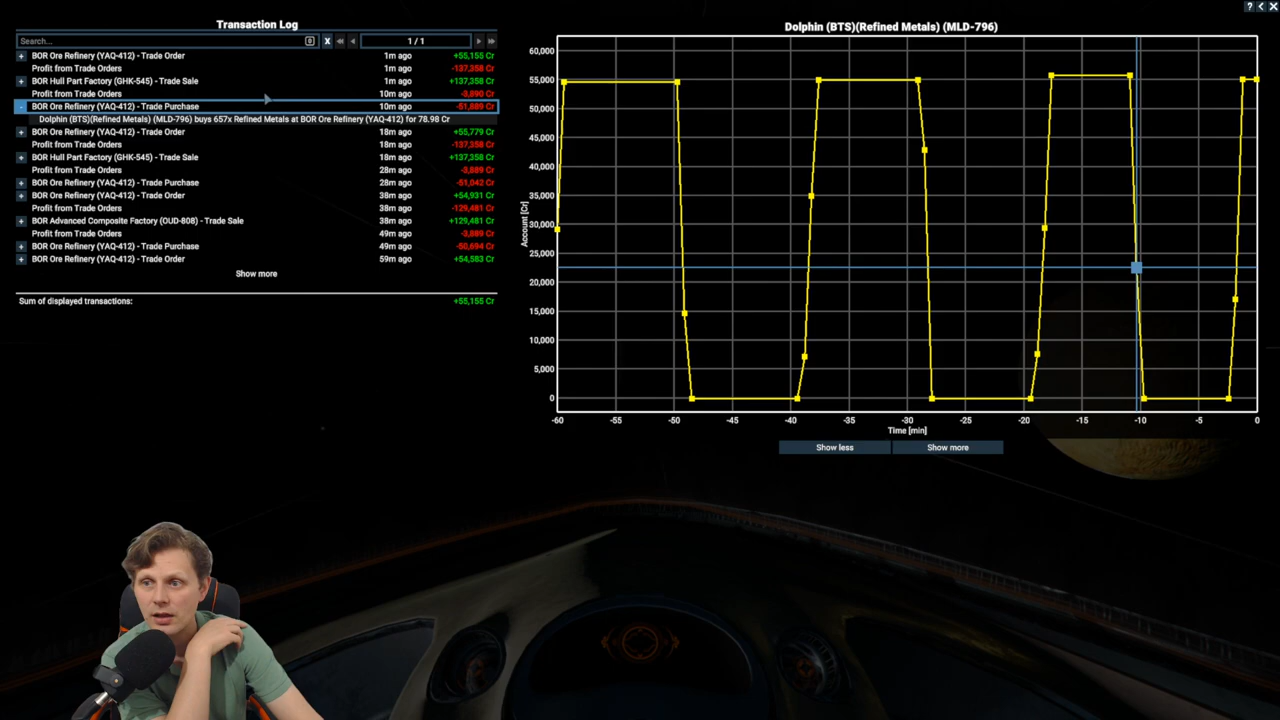 ? < X
Transaction Log
Search... 0 X 1 / 1
+ BOR Ore Refinery (YAQ-412) - Trade Order 1m ago +55,155 Cr
Profit from Trade Orders 1m ago -137,358 Cr
+ BOR Hull Part Factory (GHK-545) - Trade Sale 1m ago +137,358 Cr
Profit from Trade Orders 10m ago -3,890 Cr
- BOR Ore Refinery (YAQ-412) - Trade Purchase 10m ago -51,889 Cr
Dolphin (BTS)(Refined Metals) (MLD-796) buys 657x Refined Metals at BOR Ore Refinery (YAQ-412) for 78.98 Cr
+ BOR Ore Refinery (YAQ-412) - Trade Order 18m ago +55,779 Cr
Profit from Trade Orders 18m ago -137,358 Cr
+ BOR Hull Part Factory (GHK-545) - Trade Sale 18m ago +137,358 Cr
Profit from Trade Orders 28m ago -3,889 Cr
+ BOR Ore Refinery (YAQ-412) - Trade Purchase 28m ago -51,042 Cr
+ BOR Ore Refinery (YAQ-412) - Trade Order 38m ago +54,931 Cr
Profit from Trade Orders 38m ago -129,481 Cr
+ BOR Advanced Composite Factory (OUD-808) - Trade Sale 38m ago +129,481 Cr
Profit from Trade Orders 49m ago -3,889 Cr
+ BOR Ore Refinery (YAQ-412) - Trade Purchase 49m ago -50,694 Cr
+ BOR Ore Refinery (YAQ-412) - Trade Order 59m ago +54,583 Cr
Show more
Sum of displayed transactions: +55,155 Cr
Dolphin (BTS)(Refined Metals) (MLD-796)
60,000
55,000
50,000
45,000
40,000
35,000
30,000
25,000
20,000
15,000
10,000
5,000
0
Account [Cr]
-60 -55 -50 -45 -40 -35 -30 -25 -20 -15 -10 -5 0
Time [min]
Show less Show more